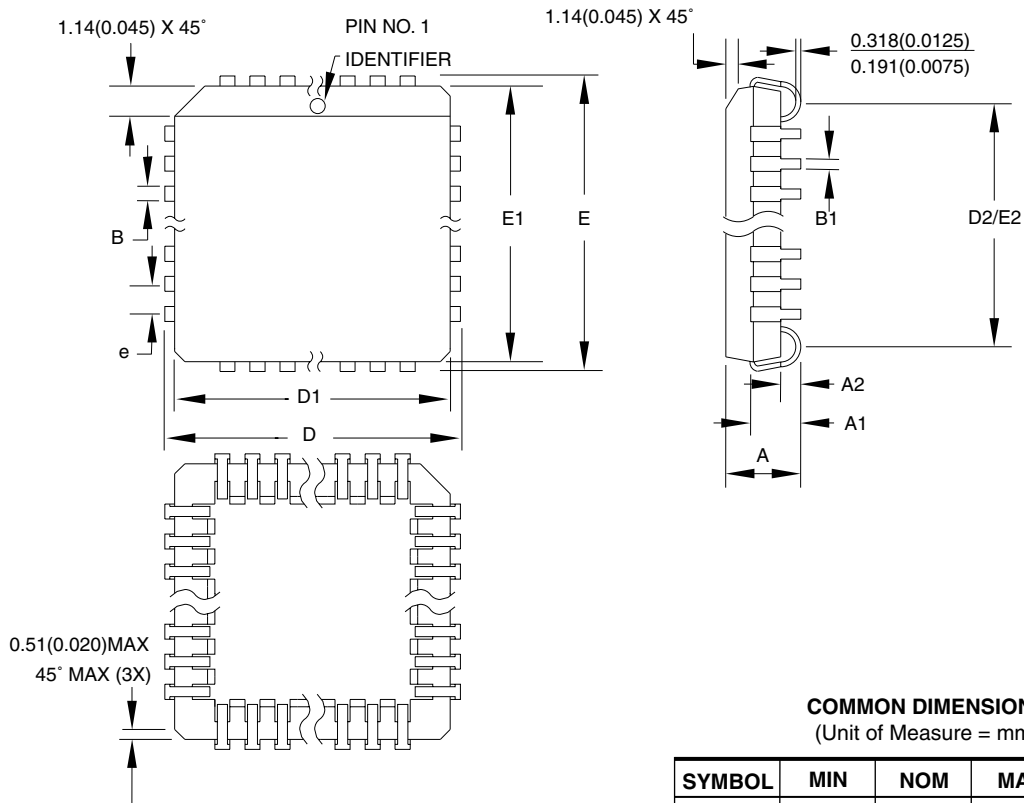 1.14(0.045) X 45˚
PIN NO. 1
IDENTIFIER
1.14(0.045) X 45˚
0.318(0.0125)
0.191(0.0075)
E1
E
B
e
B1
D2/E2
D1
D
A2
A1
A
0.51(0.020)MAX
45˚ MAX (3X)
COMMON DIMENSION
(Unit of Measure = mm
SYMBOL MIN NOM MA